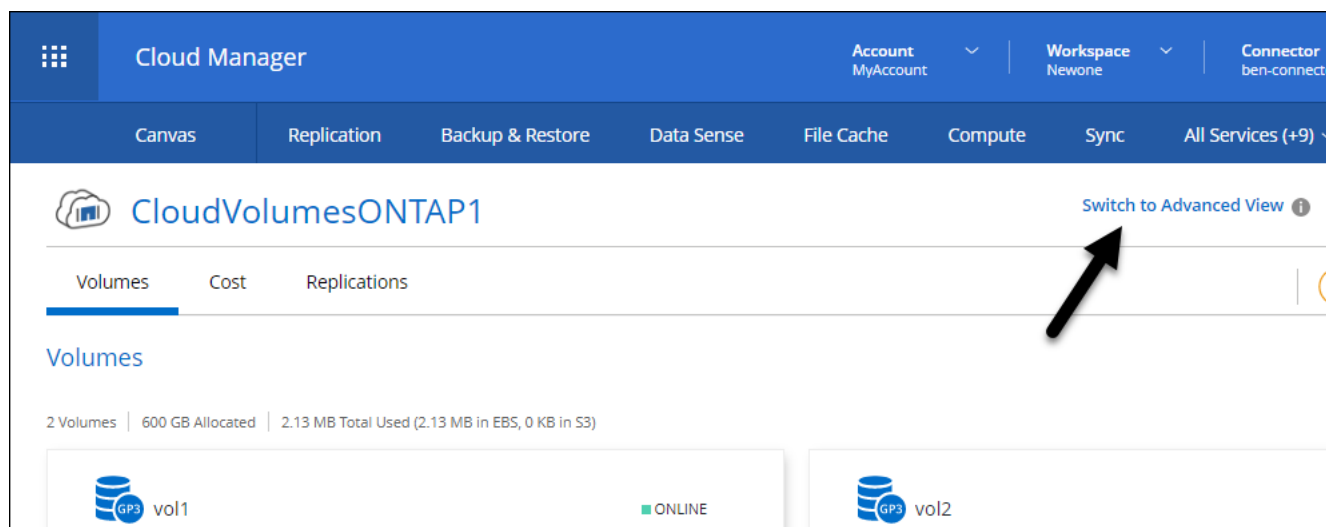 Cloud Manager
Account
MyAccount
Workspace
Newone
Connector
ben-connect
Canvas Replication Backup & Restore Data Sense File Cache Compute Sync All Services (+9)
CloudVolumesONTAP1
Switch to Advanced View
Volumes Cost Replications
Volumes
2 Volumes | 600 GB Allocated | 2.13 MB Total Used (2.13 MB in EBS, 0 KB in S3)
GP3 vol1 ONLINE GP3 vol2